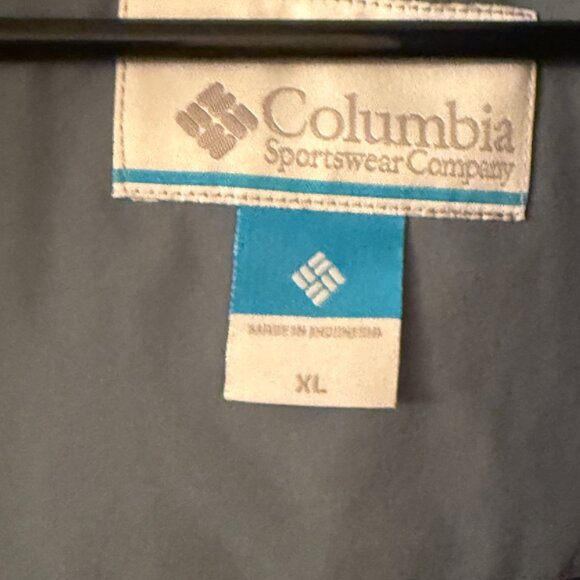 Columbia
Sportswear Company
MADE IN INDONESIA
XL